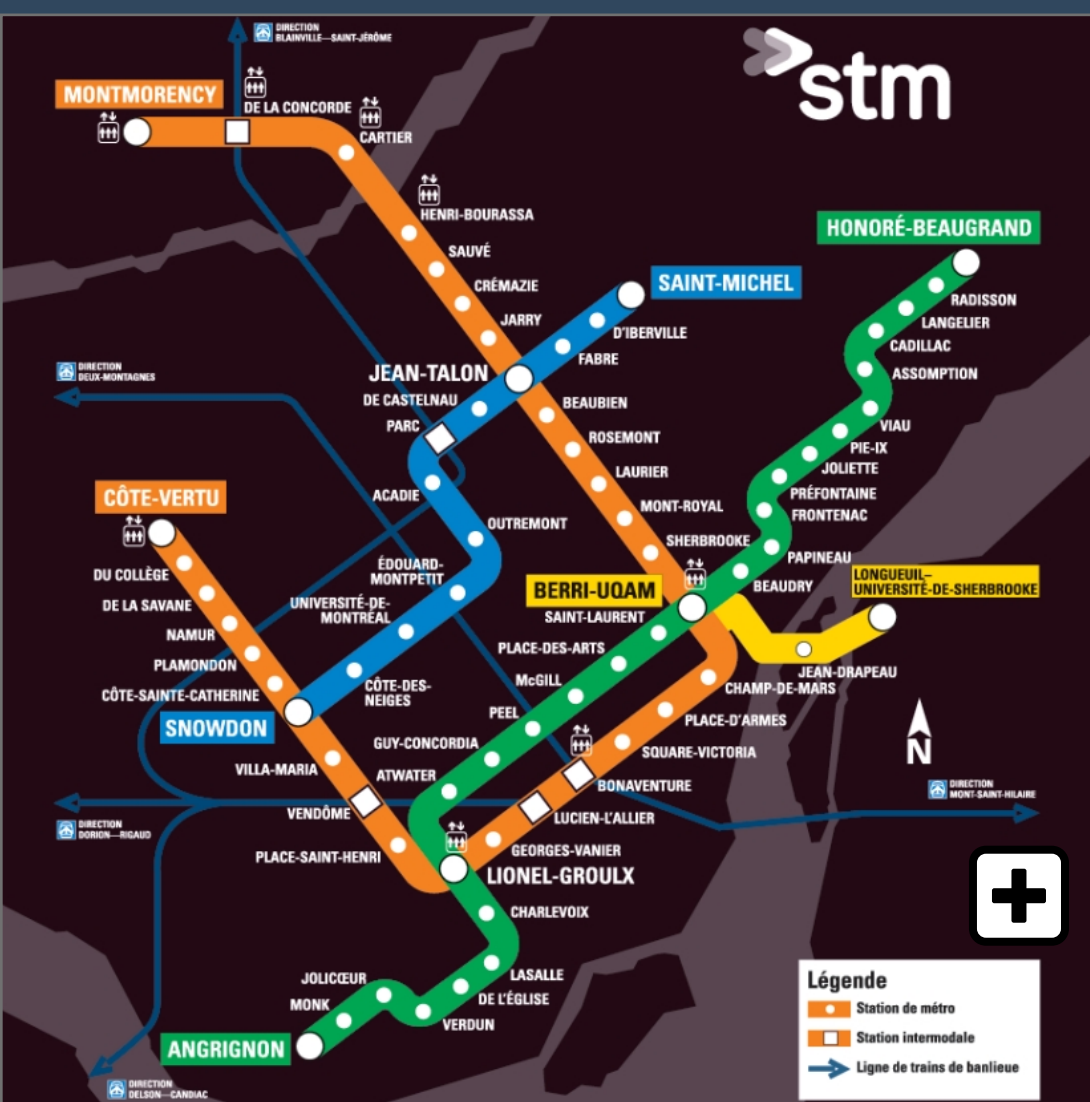 DIRECTION
BLAINVILLE—SAINT-JÉRÔME
stm
MONTMORENCY
DE LA CONCORDE
CARTIER
HENRI-BOURASSA
SAUVÉ
CRÉMAZIE
JARRY
HONORÉ-BEAUGRAND
SAINT-MICHEL
RADISSON
LANGELIER
CADILLAC
ASSOMPTION
VIAU
PIE-IX
JOLIETTE
PRÉFONTAINE
FRONTENAC
PAPINEAU
BEAUDRY
D'IBERVILLE
FABRE
JEAN-TALON
DE CASTELNAU
PARC
ACADIE
OUTREMONT
ÉDOUARD-
MONTPETIT
UNIVERSITÉ-DE-
MONTRÉAL
CÔTE-DES-
NEIGES
BEAUBIEN
ROSEMONT
LAURIER
MONT-ROYAL
SHERBROOKE
DIRECTION
DEUX-MONTAGNES
CÔTE-VERTU
DU COLLÈGE
DE LA SAVANE
NAMUR
PLAMONDON
CÔTE-SAINTE-CATHERINE
SNOWDON
VILLA-MARIA
VENDÔME
PLACE-SAINT-HENRI
BERRI-UQAM
LONGUEUIL–
UNIVERSITÉ-DE-SHERBROOKE
JEAN-DRAPEAU
SAINT-LAURENT
PLACE-DES-ARTS
McGILL
PEEL
GUY-CONCORDIA
ATWATER
CHAMP-DE-MARS
PLACE-D'ARMES
SQUARE-VICTORIA
BONAVENTURE
LUCIEN-L'ALLIER
GEORGES-VANIER
LIONEL-GROULX
N
DIRECTION
MONT-SAINT-HILAIRE
DIRECTION
DORION—RIGAUD
CHARLEVOIX
LASALLE
DE L'ÉGLISE
VERDUN
JOLICŒUR
MONK
ANGRIGNON
DIRECTION
DELSON—CANDIAC
Légende
Station de métro
Station intermodale
Ligne de trains de banlieue